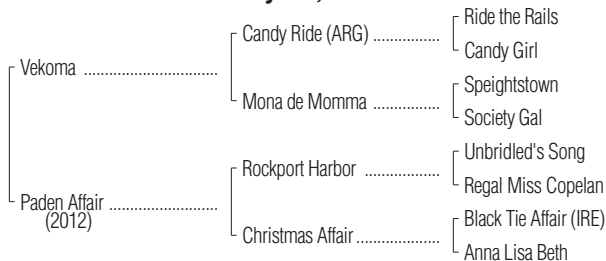 Ride the Rails
Candy Ride (ARG) ................
Candy Girl
Vekoma ................................
Speightstown
Mona de Momma ................
Society Gal
Unbridled's Song
Rockport Harbor ..................
Regal Miss Copelan
Paden Affair ..........................
(2012)
Black Tie Affair (IRE)
Christmas Affair ....................
Anna Lisa Beth